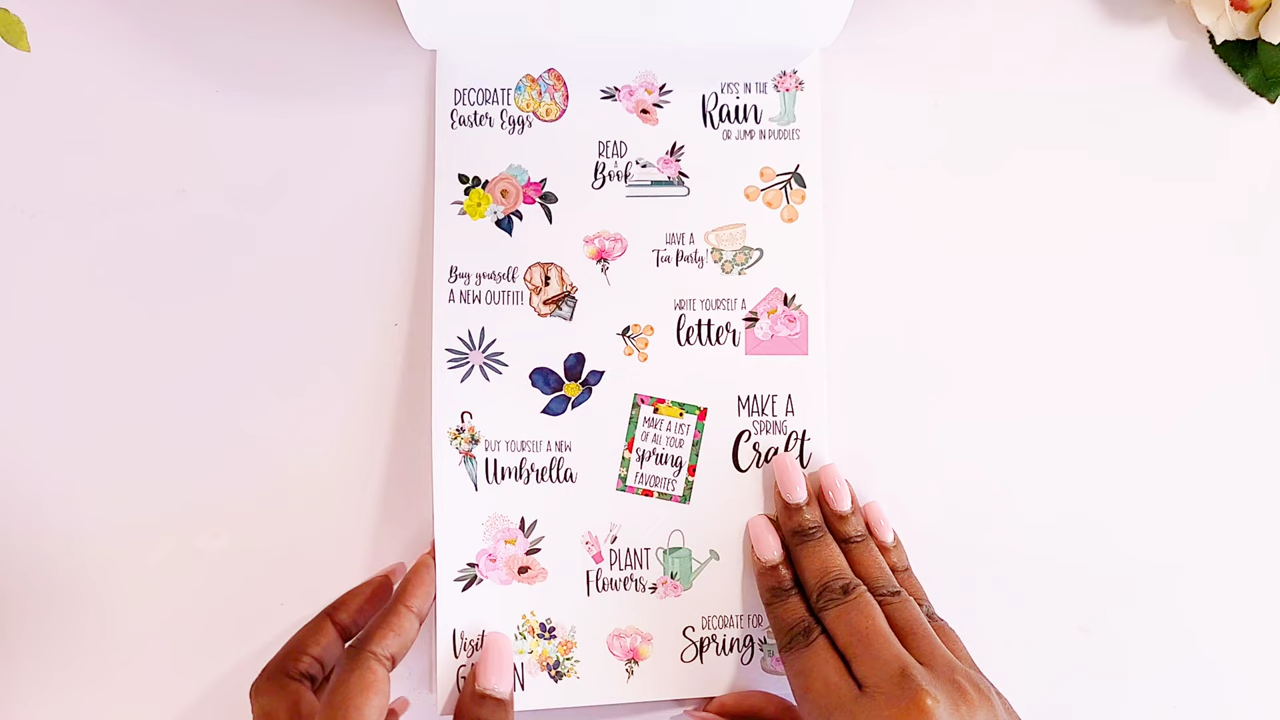 DECORATE
Easter Eggs
KISS IN THE
Rain
OR JUMP IN PUDDLES
READ
A
Book
HAVE A
Tea Party!
Buy yourself
A NEW OUTFIT!
WRITE YOURSELF A
letter
MAKE A LIST
OF ALL YOUR
spring
FAVORITES
MAKE A
SPRING
Craft
BUY YOURSELF A NEW
Umbrella
PLANT
Flowers
Visit
DECORATE FOR
Spring
TEA